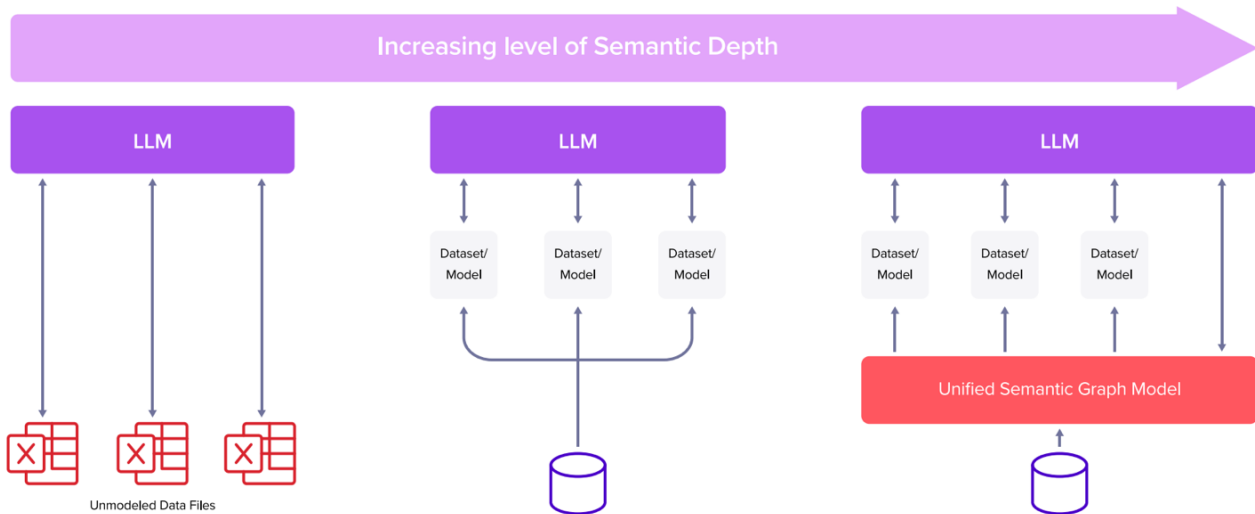 Increasing level of Semantic Depth
LLM
LLM
LLM
Dataset/
Model
Dataset/
Model
Dataset/
Model
Dataset/
Model
Dataset/
Model
Dataset/
Model
Unified Semantic Graph Model
X
X
X
Unmodeled Data Files